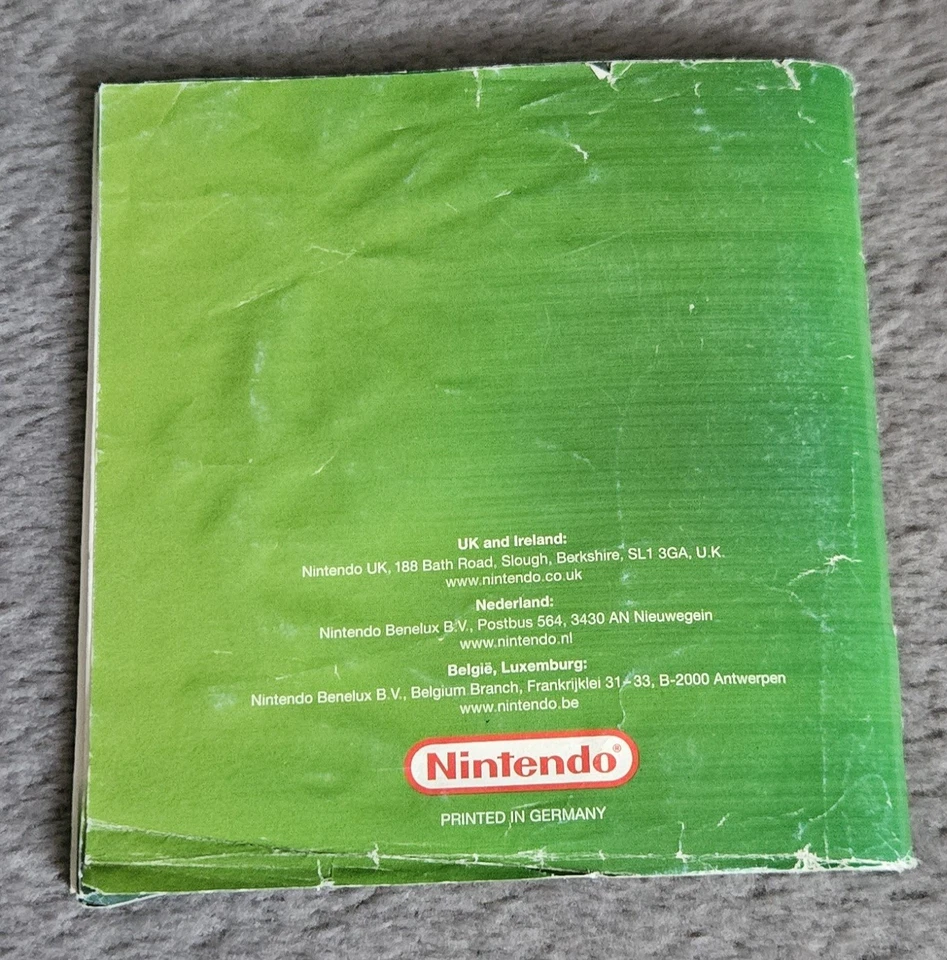 UK and Ireland:
Nintendo UK, 188 Bath Road, Slough, Berkshire, SL1 3GA, U.K.
www.nintendo.co.uk
Nederland:
Nintendo Benelux B.V., Postbus 564, 3430 AN Nieuwegein
www.nintendo.nl
België, Luxemburg:
Nintendo Benelux B.V., Belgium Branch, Frankrijklei 31-33, B-2000 Antwerpen
www.nintendo.be
Nintendo®
PRINTED IN GERMANY